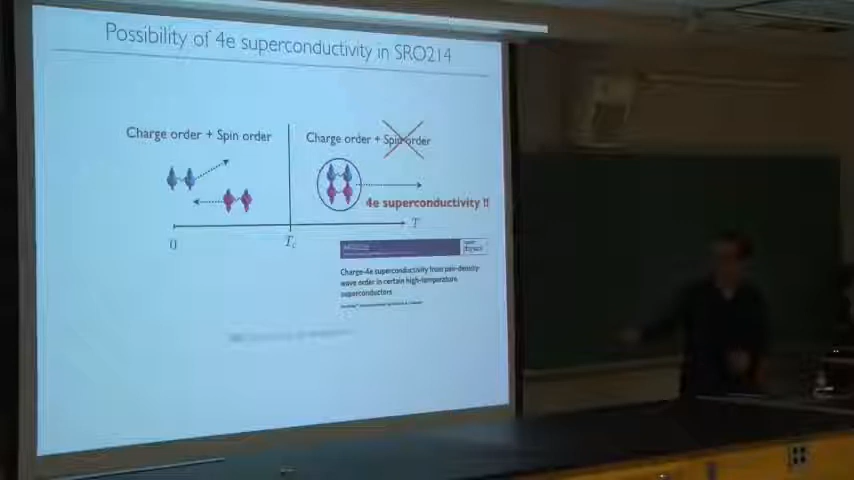 Possibility of 4e superconductivity in SRO214
Charge order + Spin order
Charge order + Spin order
4e superconductivity !!
T
0
Tc
physics
Charge-4e superconductivity from pair-density-
wave order in certain high-temperature
superconductors